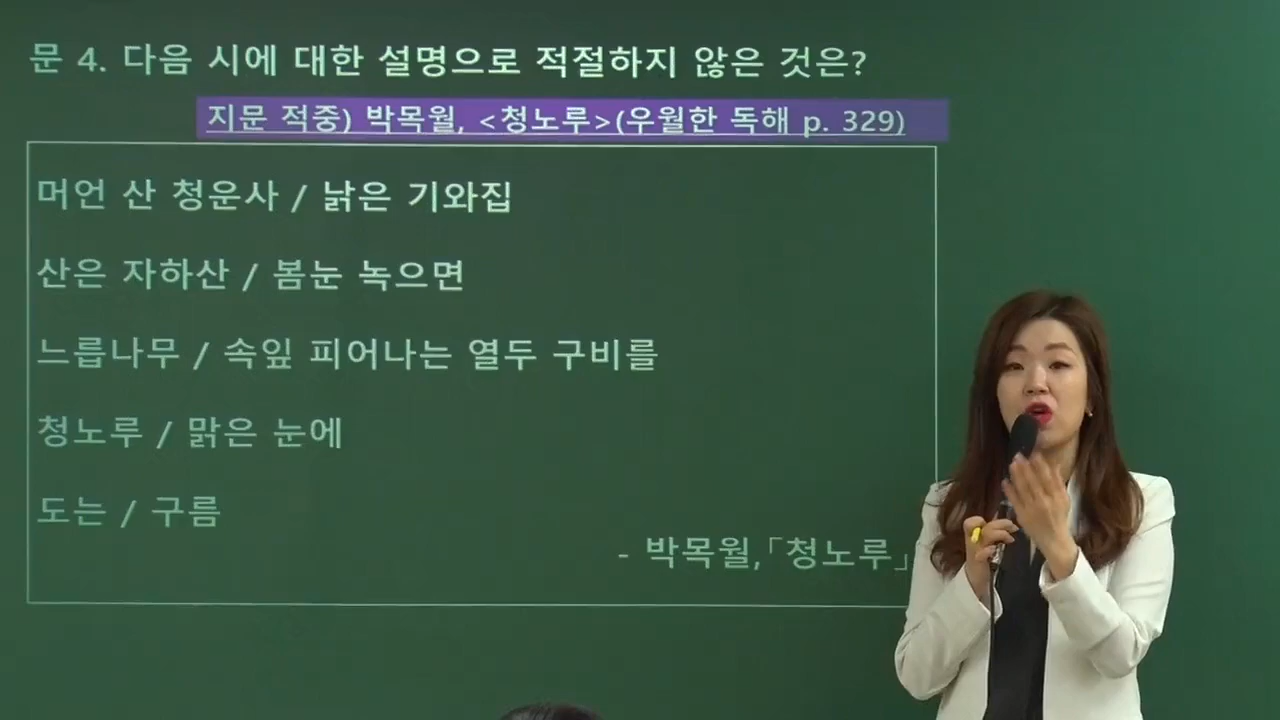 문 4. 다음 시에 대한 설명으로 적절하지 않은 것은?
지문 적중) 박목월, <청노루>(우월한 독해 p. 329)
머언 산 청운사 / 낡은 기와집
산은 자하산 / 봄눈 녹으면
느릅나무 / 속잎 피어나는 열두 구비를
청노루 / 맑은 눈에
도는 / 구름
- 박목월,「청노루」